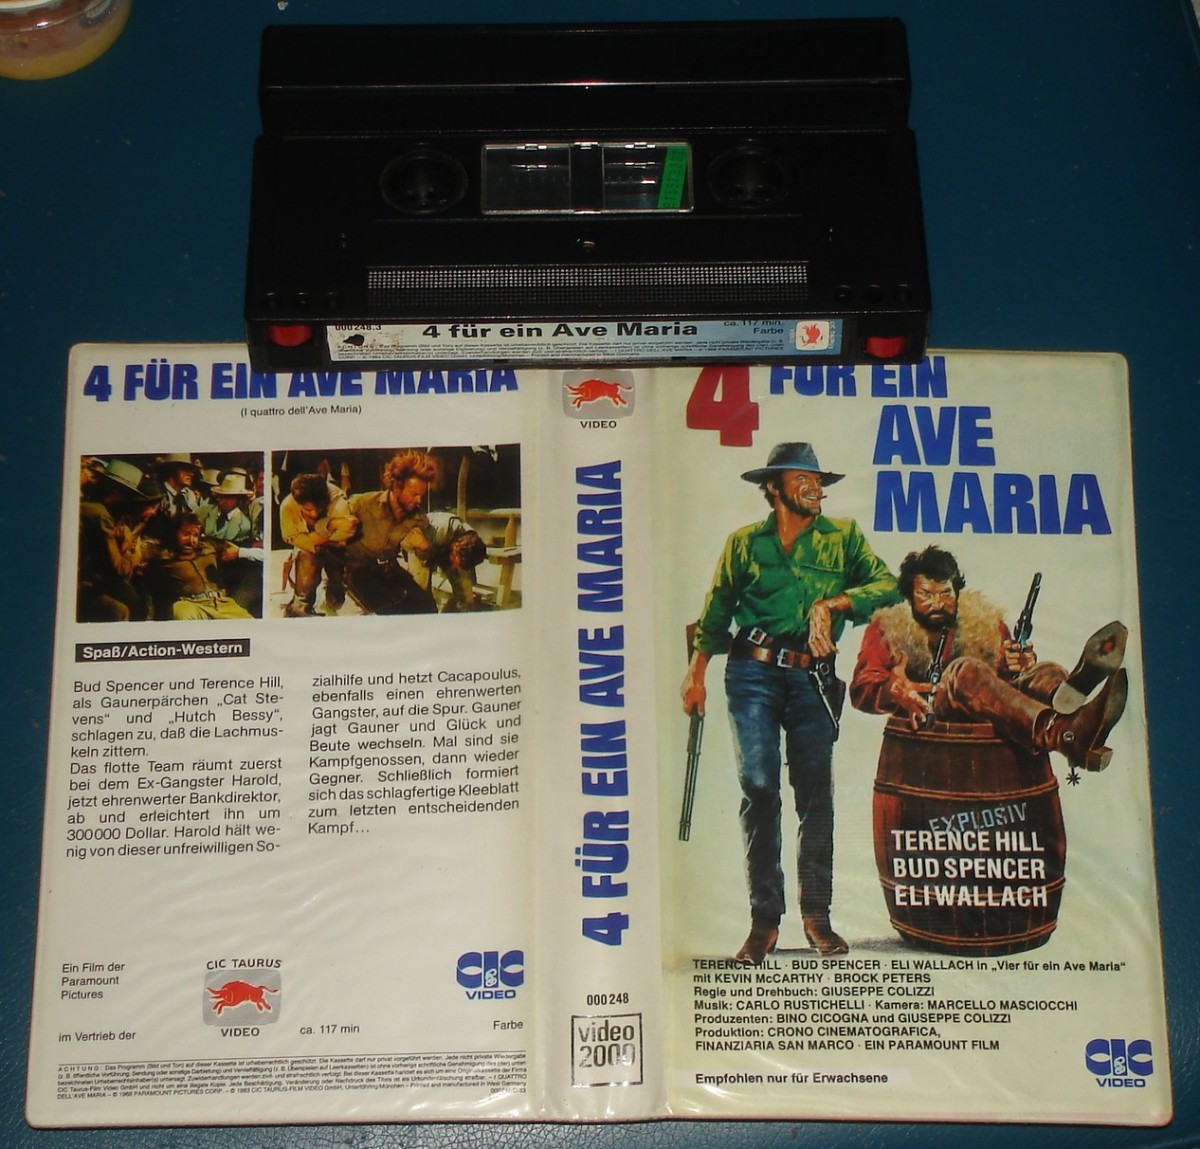 000248.3
4 für ein Ave Maria
ca. 117 min.
Farbe
4 FÜR EIN AVE MARIA
(I quattro dell'Ave Maria)
Spaß/Action-Western
Bud Spencer und Terence Hill,
als Gaunerpärchen „Cat Ste-
vens“ und „Hutch Bessy“,
schlagen zu, daß die Lachmus-
keln zittern.
Das flotte Team räumt zuerst
bei dem Ex-Gangster Harold,
jetzt ehrenwerter Bankdirektor,
ab und erleichtert ihn um
300000 Dollar. Harold hält we-
nig von dieser unfreiwilligen So-
zialhilfe und hetzt Cacapoulus,
ebenfalls einen ehrenwerten
Gangster, auf die Spur. Gauner
jagt Gauner und Glück und
Beute wechseln. Mal sind sie
Kampfgenossen, dann wieder
Gegner. Schließlich formiert
sich das schlagfertige Kleeblatt
zum letzten entscheidenden
Kampf...
Ein Film der
Paramount
Pictures
im Vertrieb der
CIC TAURUS
VIDEO
ca. 117 min
CIC
VIDEO
Farbe
VIDEO
4 FÜR EIN AVE MARIA
000 248
video
2000
4 FÜR EIN
AVE
MARIA
EXPLOSIV
TERENCE HILL
BUD SPENCER
ELI WALLACH
TERENCE HILL · BUD SPENCER · ELI WALLACH in „Vier für ein Ave Maria“
mit KEVIN McCARTHY · BROCK PETERS
Regie und Drehbuch: GIUSEPPE COLIZZI
Musik: CARLO RUSTICHELLI · Kamera: MARCELLO MASCIOCCHI
Produzenten: BINO CICOGNA und GIUSEPPE COLIZZI
Produktion: CRONO CINEMATOGRAFICA,
FINANZIARIA SAN MARCO · EIN PARAMOUNT FILM
Empfohlen nur für Erwachsene
CIC
VIDEO